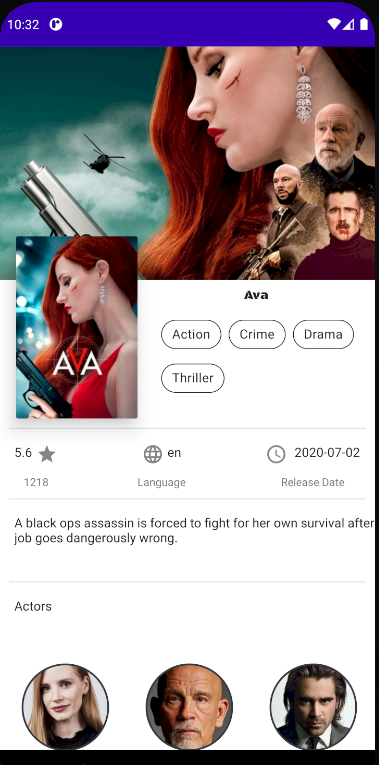 10:32
Ava
AVA
Action Crime Drama
Thriller
5.6 en 2020-07-02
1218 Language Release Date
A black ops assassin is forced to fight for her own survival after
job goes dangerously wrong.
Actors